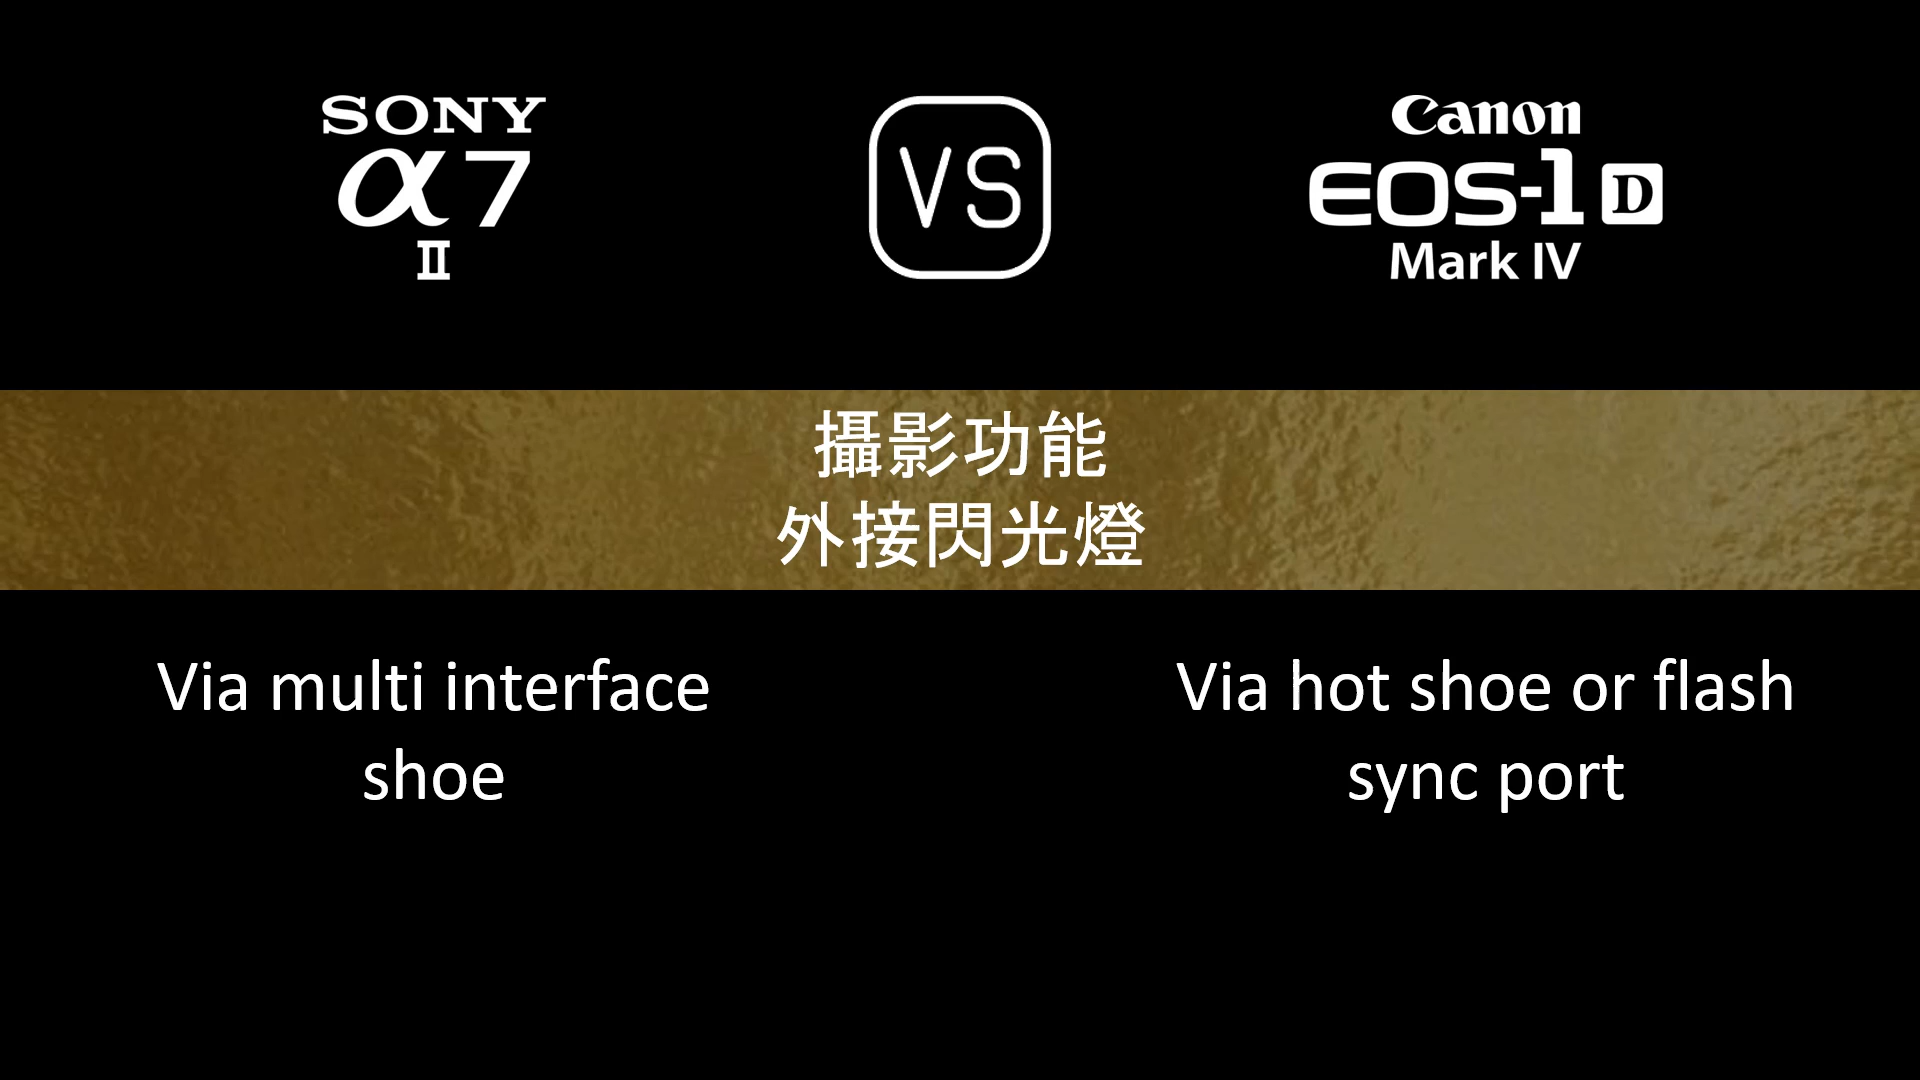 SONY
α7
II
VS
Canon
EOS-1 D
Mark IV
攝影功能
外接閃光燈
Via multi interface
shoe
Via hot shoe or flash
sync port